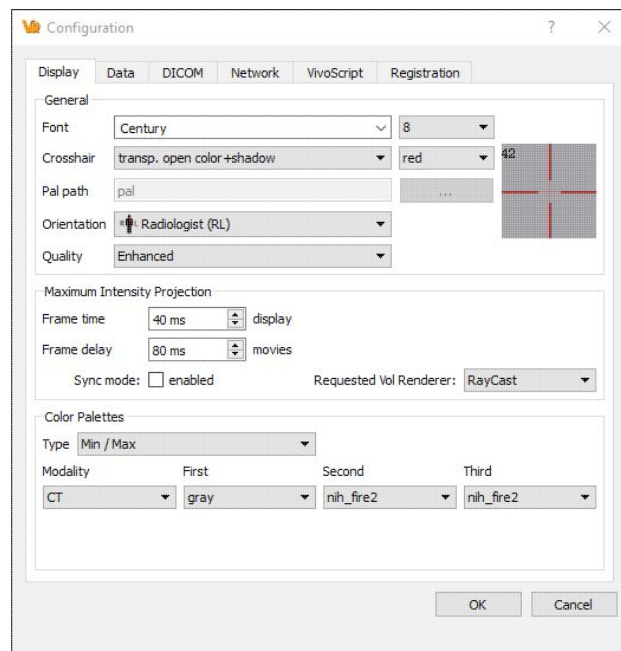 Configuration ? ×
Display Data DICOM Network VivoScript Registration
General
Font Century 8
Crosshair transp. open color+shadow red 42
Pal path pal ...
Orientation R L Radiologist (RL)
Quality Enhanced
Maximum Intensity Projection
Frame time 40 ms display
Frame delay 80 ms movies
Sync mode: enabled Requested Vol Renderer: RayCast
Color Palettes
Type Min / Max
Modality First Second Third
CT gray nih_fire2 nih_fire2
OK Cancel